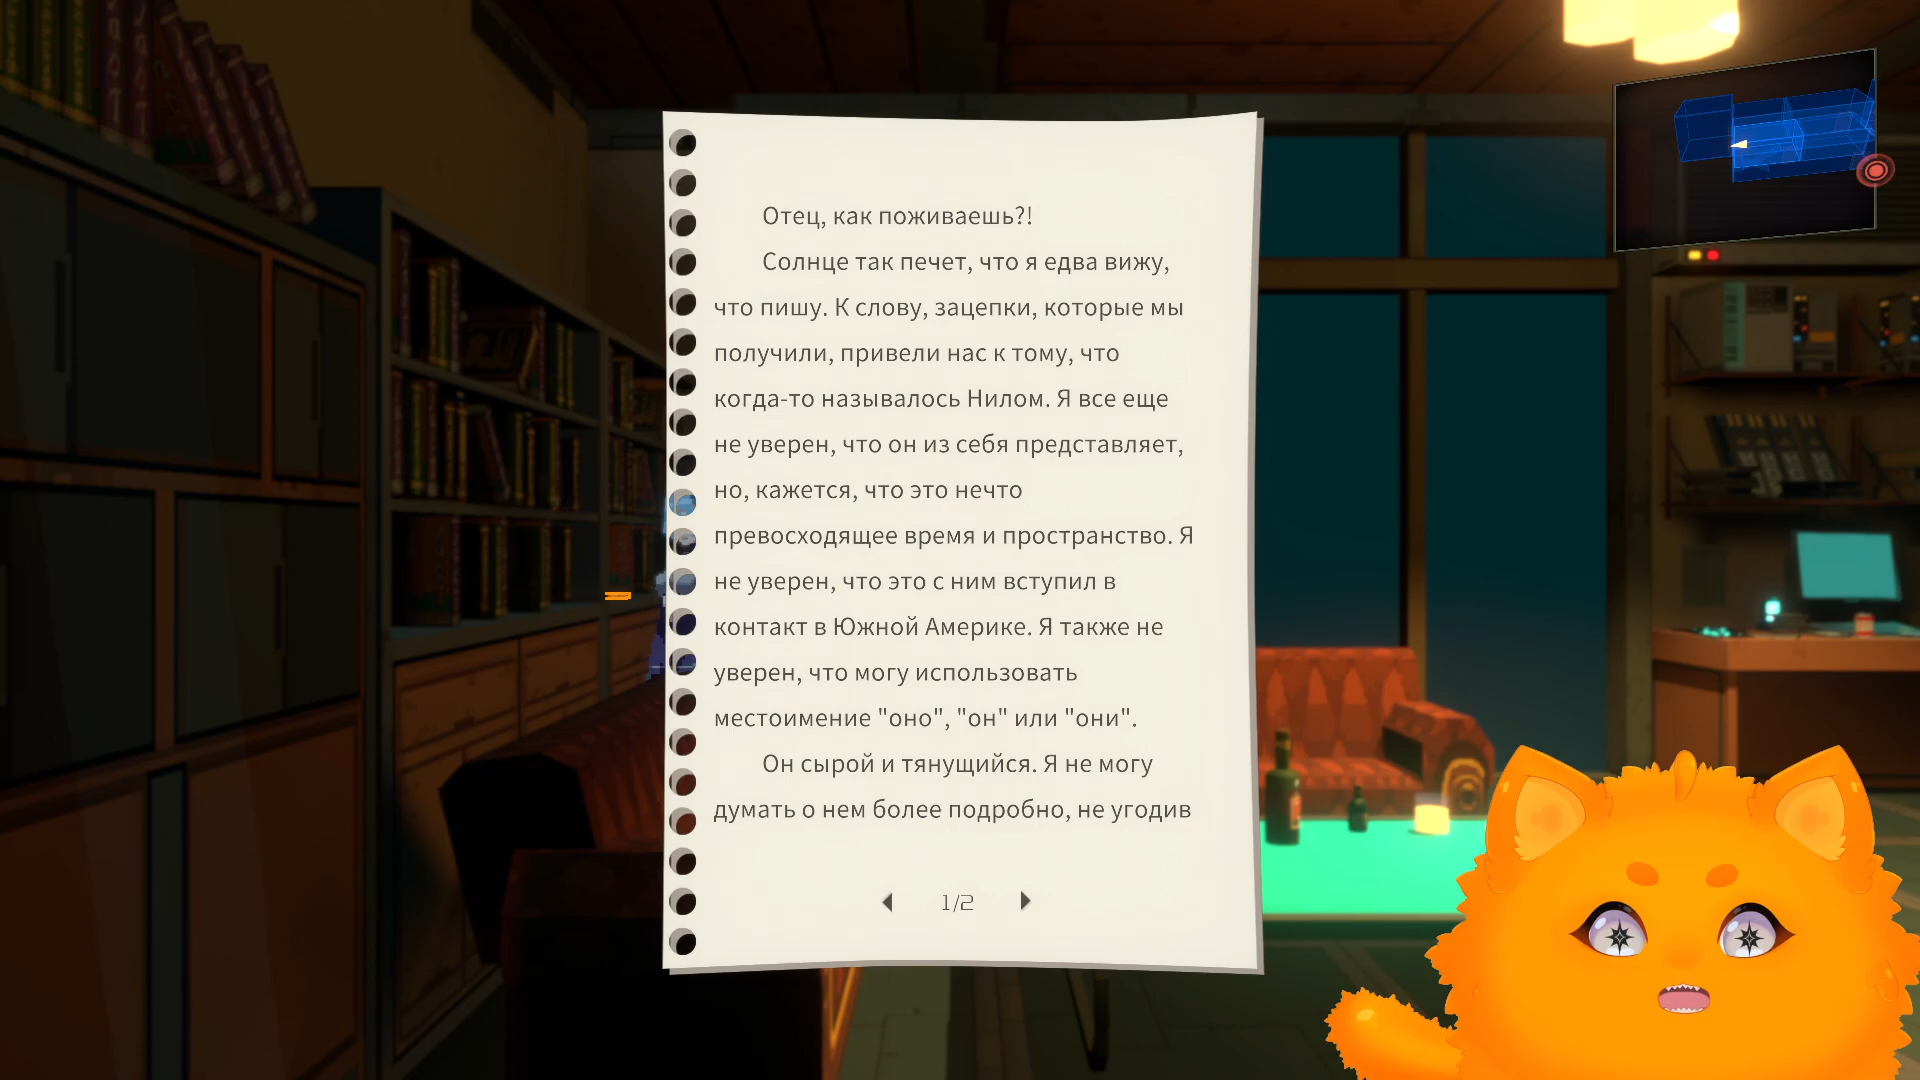 Отец, как поживаешь?!
Солнце так печет, что я едва вижу,
что пишу. К слову, зацепки, которые мы
получили, привели нас к тому, что
когда-то называлось Нилом. Я все еще
не уверен, что он из себя представляет,
но, кажется, что это нечто
превосходящее время и пространство. Я
не уверен, что это с ним вступил в
контакт в Южной Америке. Я также не
уверен, что могу использовать
местоимение "оно", "он" или "они".
Он сырой и тянущийся. Я не могу
думать о нем более подробно, не угодив
1/2